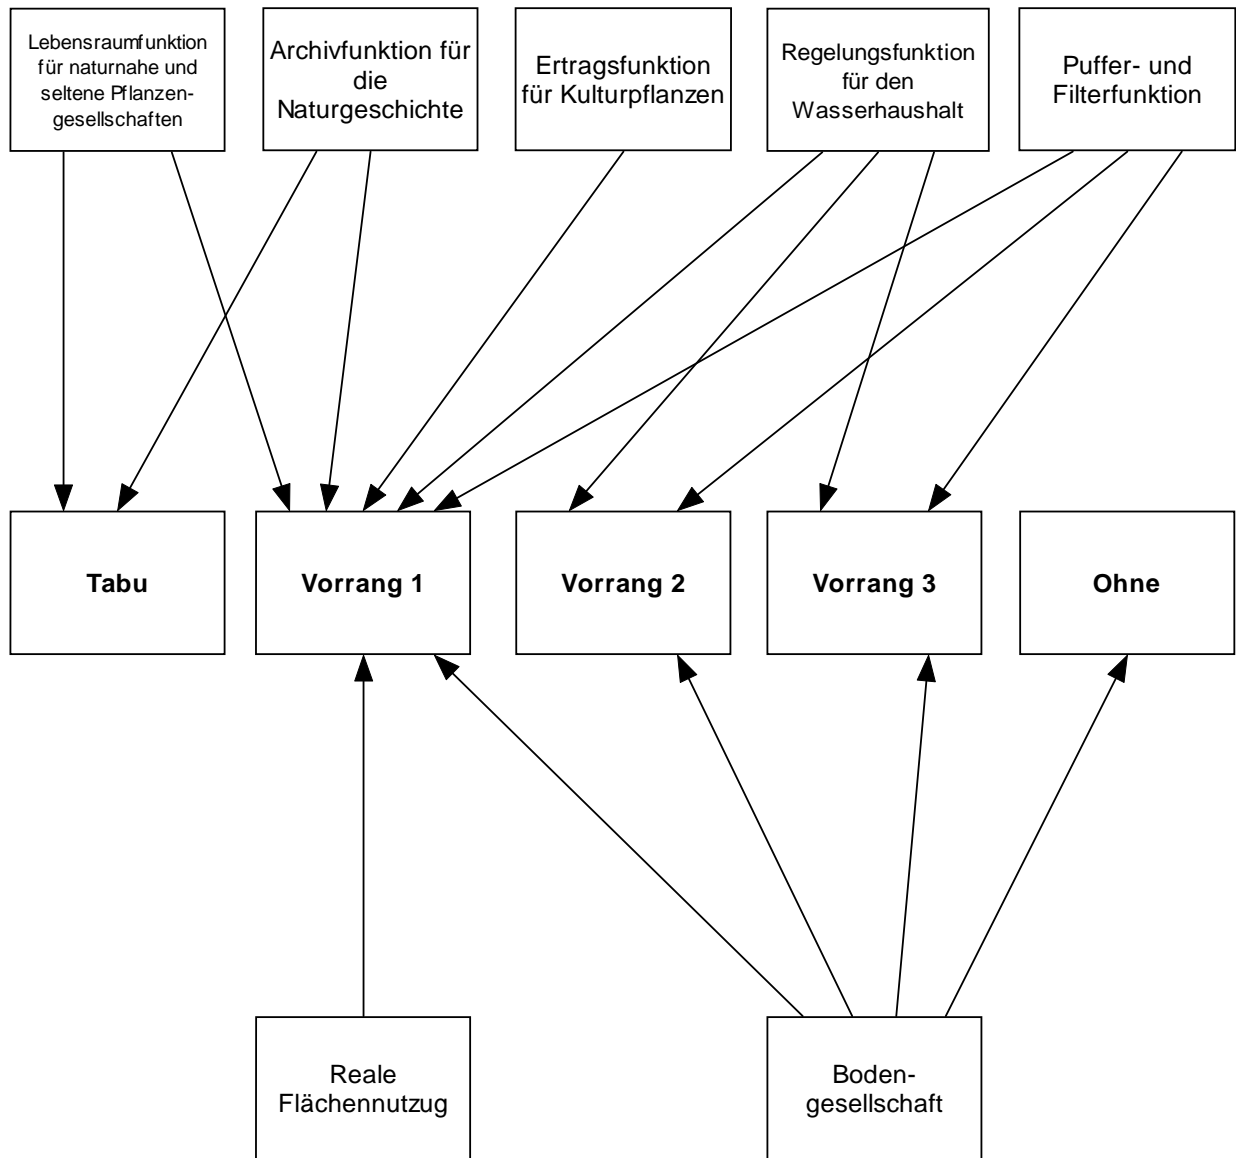 Lebensraumfunktion
für naturnahe und
seltene Pflanzen-
gesellschaften
Archivfunktion für
die
Naturgeschichte
Ertragsfunktion
für Kulturpflanzen
Regelungsfunktion
für den
Wasserhaushalt
Puffer- und
Filterfunktion
Tabu
Vorrang 1
Vorrang 2
Vorrang 3
Ohne
Reale
Flächennutzug
Boden-
gesellschaft